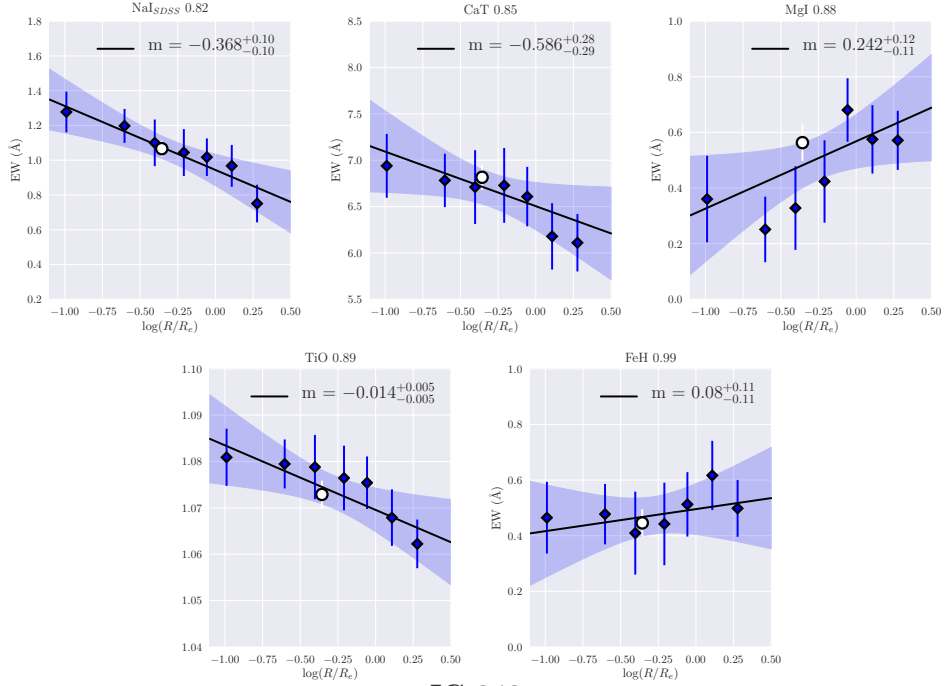 NaI_SDSS 0.82
m = −0.368^{+0.10}_{−0.10}
EW (Å)
1.8
1.6
1.4
1.2
1.0
0.8
0.6
0.4
0.2
−1.00 −0.75 −0.50 −0.25 0.00 0.25 0.50
log(R/R_e)
CaT 0.85
m = −0.586^{+0.28}_{−0.29}
EW (Å)
8.5
8.0
7.5
7.0
6.5
6.0
5.5
−1.00 −0.75 −0.50 −0.25 0.00 0.25 0.50
log(R/R_e)
MgI 0.88
m = 0.242^{+0.12}_{−0.11}
EW (Å)
1.0
0.8
0.6
0.4
0.2
0.0
−1.00 −0.75 −0.50 −0.25 0.00 0.25 0.50
log(R/R_e)
TiO 0.89
m = −0.014^{+0.005}_{−0.005}
1.10
1.09
1.08
1.07
1.06
1.05
1.04
−1.00 −0.75 −0.50 −0.25 0.00 0.25 0.50
log(R/R_e)
FeH 0.99
m = 0.08^{+0.11}_{−0.11}
EW (Å)
1.0
0.8
0.6
0.4
0.2
0.0
−1.00 −0.75 −0.50 −0.25 0.00 0.25 0.50
log(R/R_e)